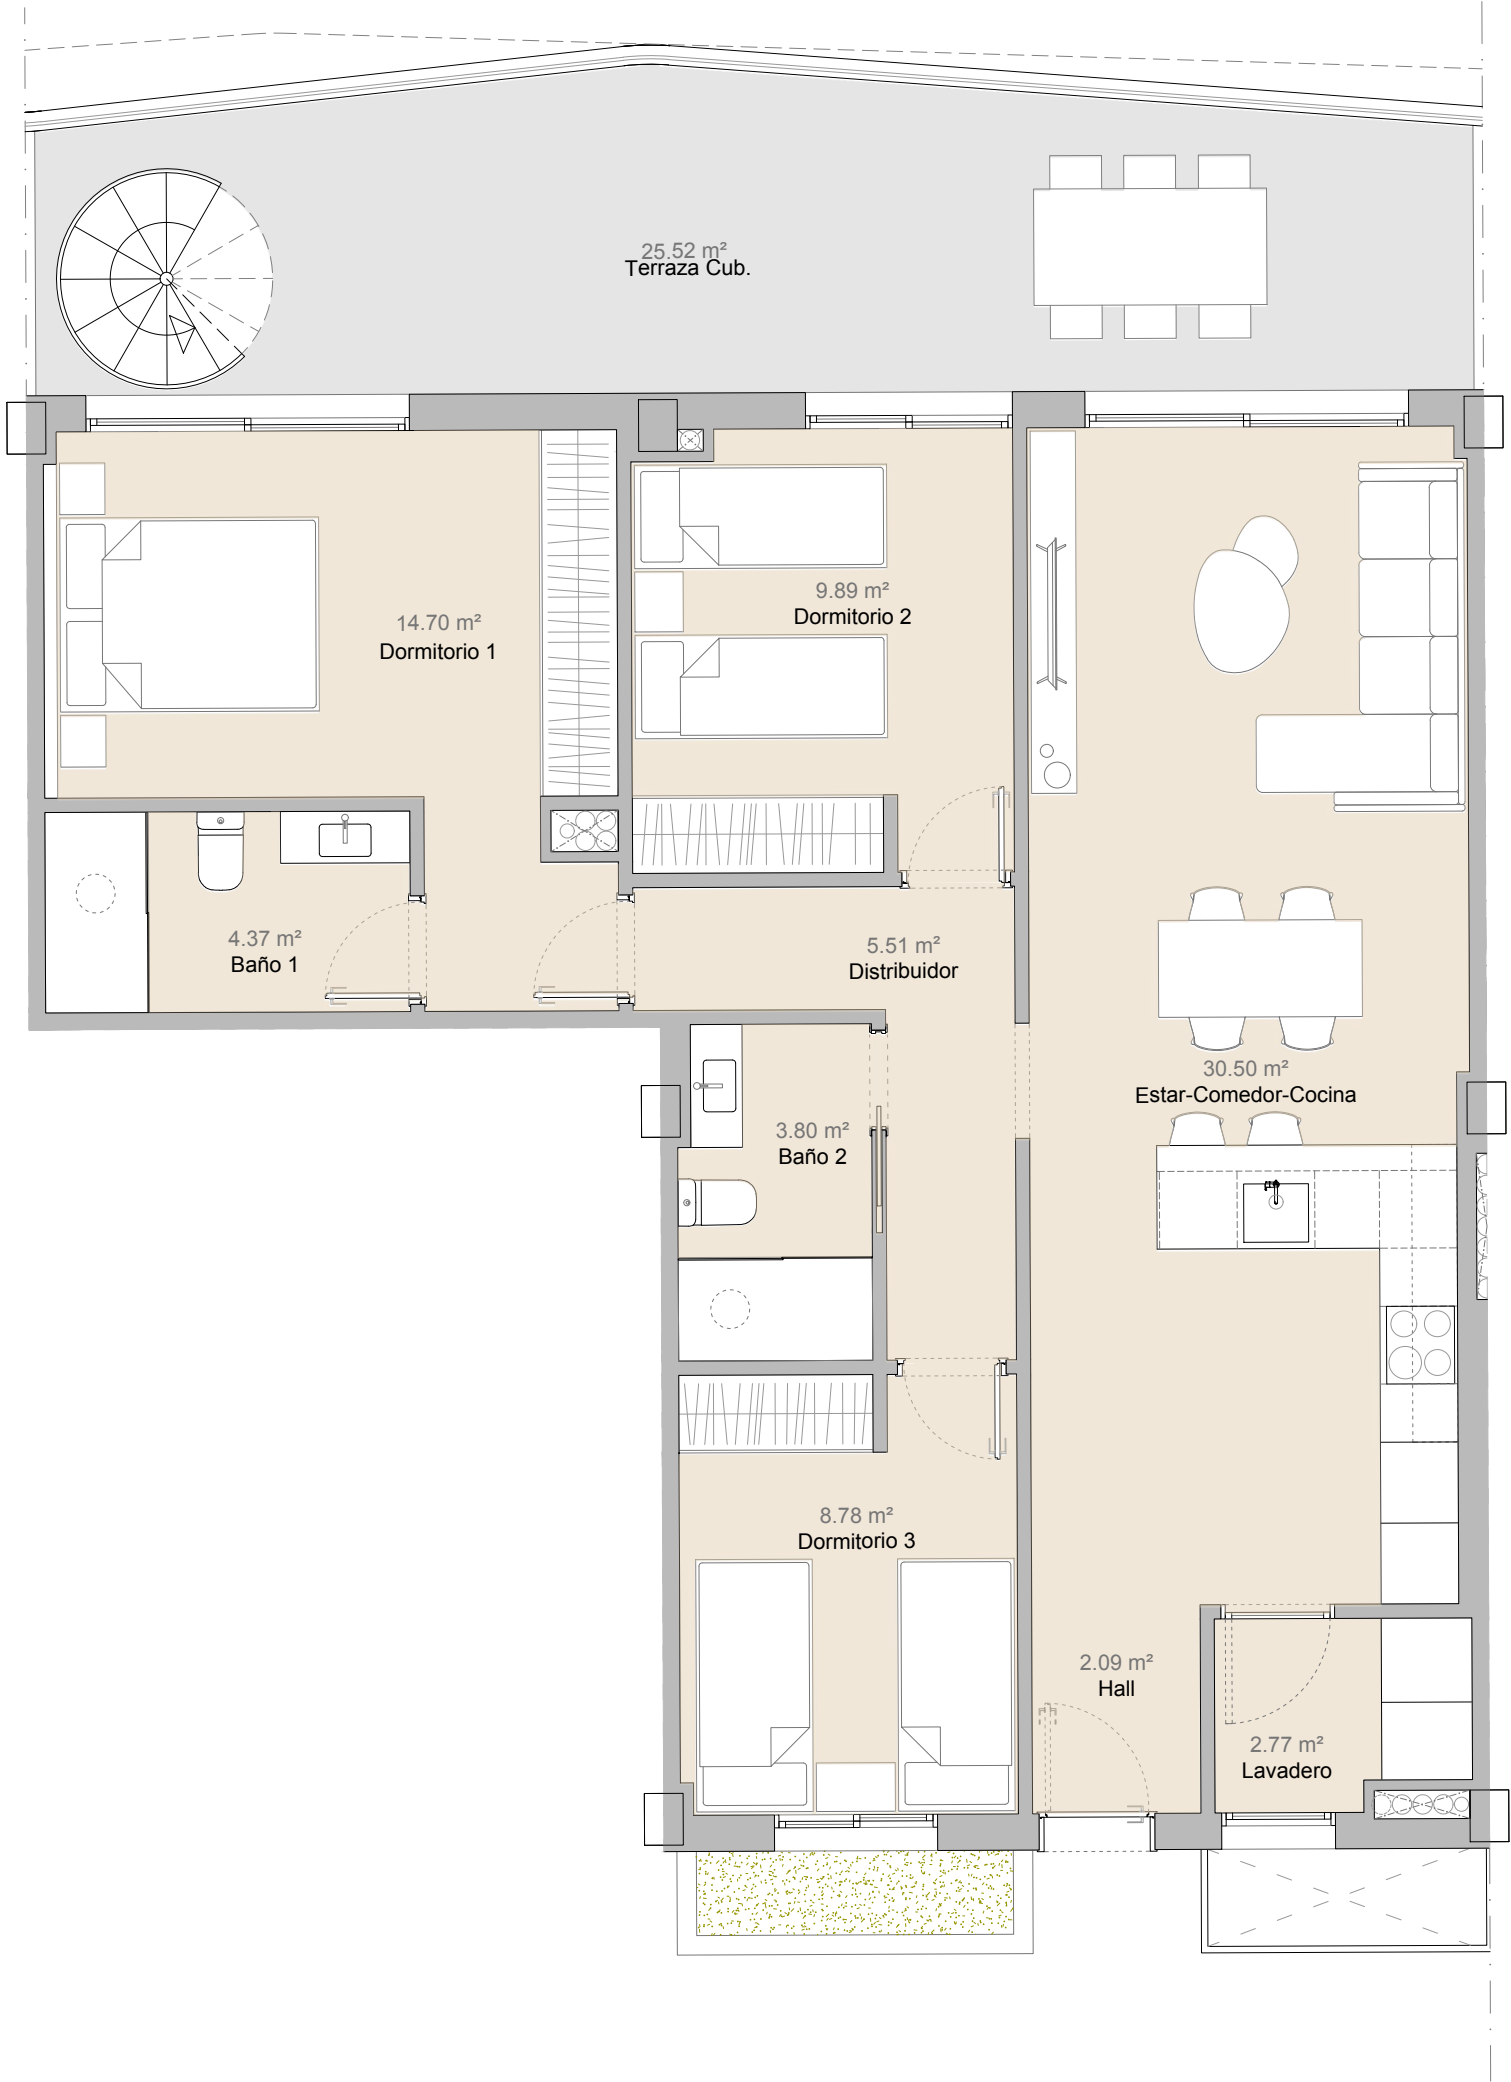 25.52 m²
Terraza Cub.
9.89 m²
Dormitorio 2
14.70 m²
Dormitorio 1
4.37 m²
Baño 1
5.51 m²
Distribuidor
30.50 m²
Estar-Comedor-Cocina
3.80 m²
Baño 2
8.78 m²
Dormitorio 3
2.09 m²
Hall
2.77 m²
Lavadero